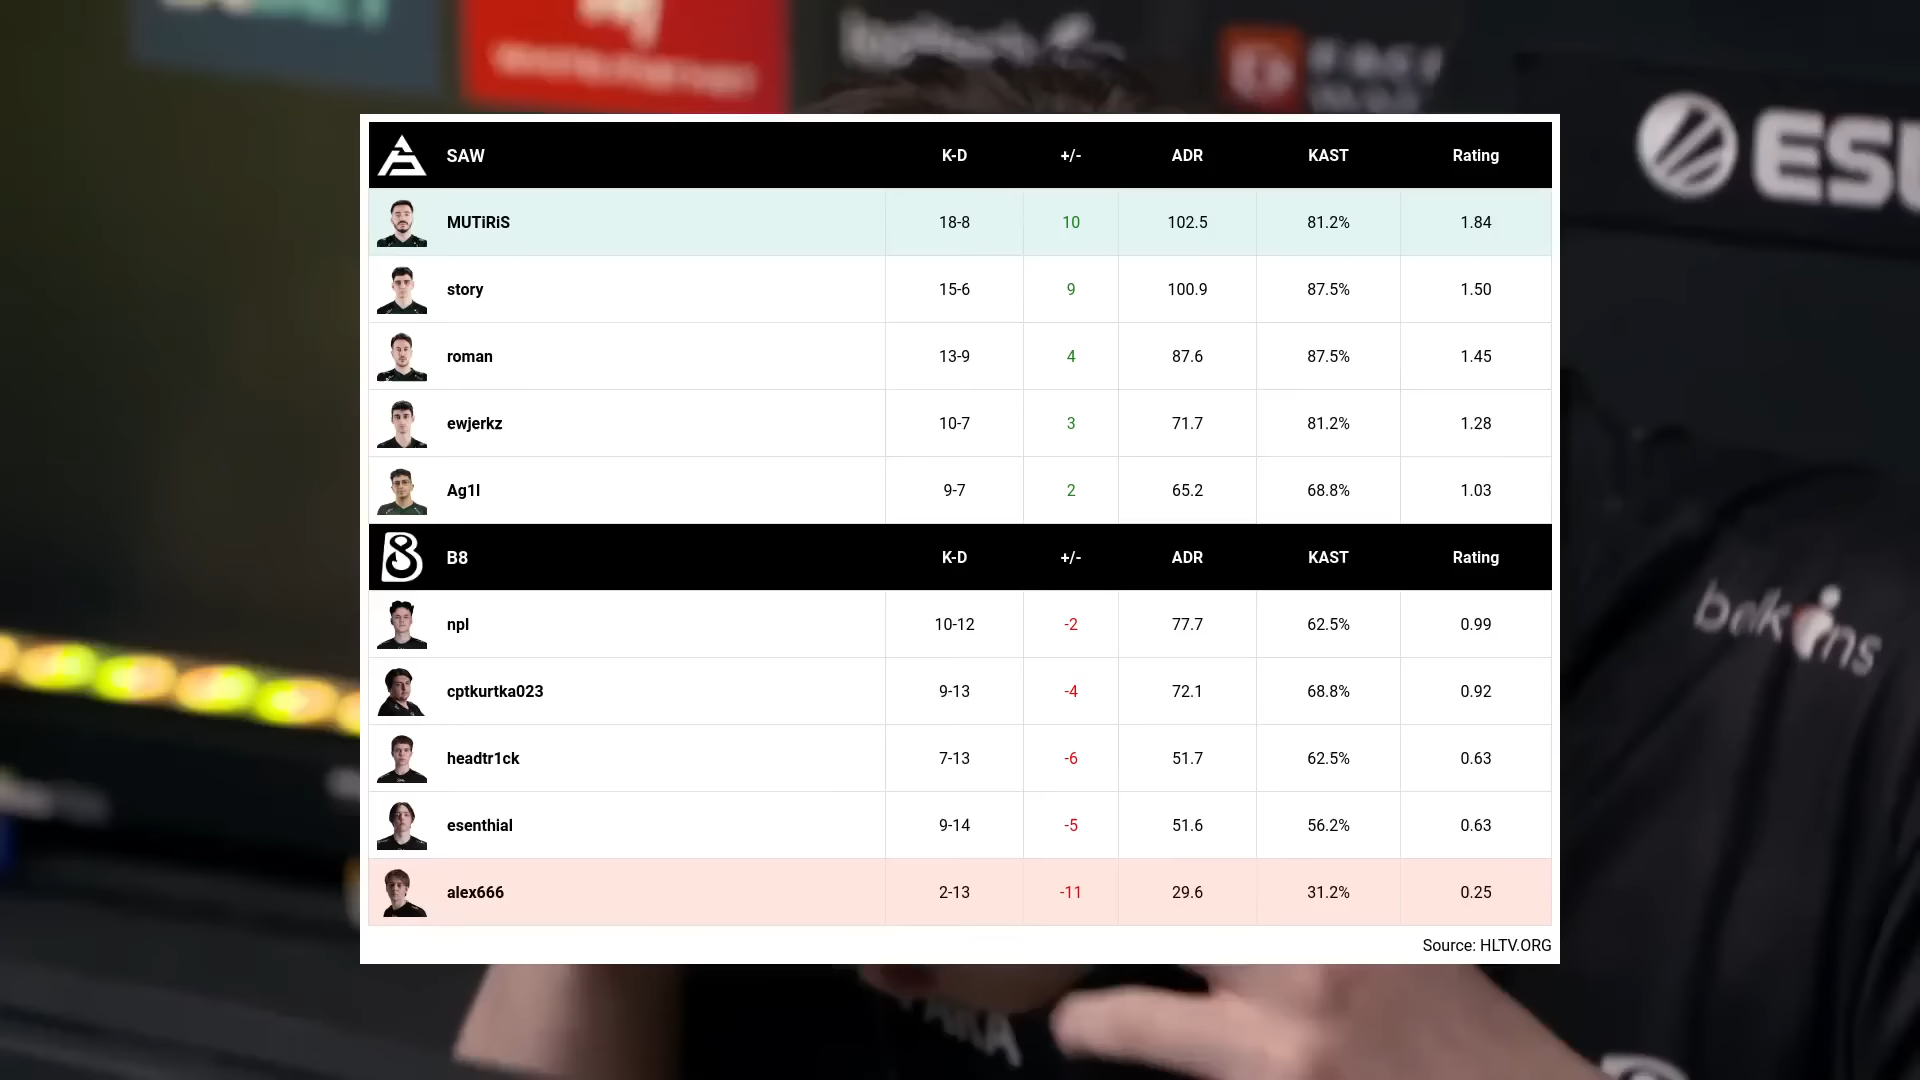 ESL
SAW K-D +/- ADR KAST Rating
MUTiRiS 18-8 10 102.5 81.2% 1.84
story 15-6 9 100.9 87.5% 1.50
roman 13-9 4 87.6 87.5% 1.45
ewjerkz 10-7 3 71.7 81.2% 1.28
Ag1l 9-7 2 65.2 68.8% 1.03
B8 K-D +/- ADR KAST Rating
npl 10-12 -2 77.7 62.5% 0.99
cptkurtka023 9-13 -4 72.1 68.8% 0.92
headtr1ck 7-13 -6 51.7 62.5% 0.63
esenthial 9-14 -5 51.6 56.2% 0.63
alex666 2-13 -11 29.6 31.2% 0.25
Source: HLTV.ORG